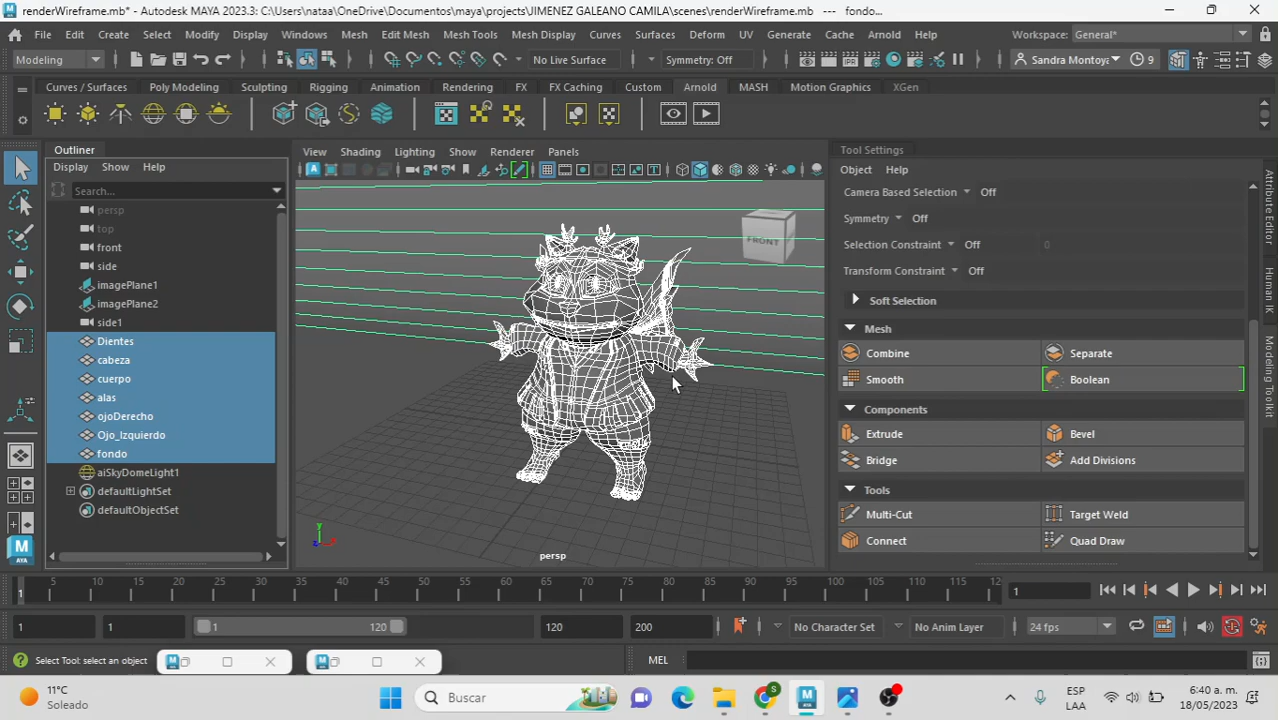 renderWireframe.mb* - Autodesk MAYA 2023.3: C:\Users\nataa\OneDrive\Documentos\maya\projects\JIMENEZ GALEANO CAMILA\scene\renderWireframe.mb --- fondo...
File Edit Create Select Modify Display Windows Mesh Edit Mesh Mesh Tools Mesh Display Curves Surfaces Deform UV Generate Cache Arnold Help Workspace: General*
Modeling No Live Surface Symmetry: Off Sandra Montoya 9
Curves / Surfaces Poly Modeling Sculpting Rigging Animation Rendering FX FX Caching Custom Arnold MASH Motion Graphics XGen
IPR
Outliner
Display Show Help
Search...
persp
top
front
side
imagePlane1
imagePlane2
side1
Dientes
cabeza
cuerpo
alas
ojoDerecho
Ojo_Izquierdo
fondo
aiSkyDomeLight1
defaultLightSet
defaultObjectSet
View Shading Lighting Show Renderer Panels
FRONT
y
z
persp
Tool Settings
Object Help
Camera Based Selection Off
Symmetry Off
Selection Constraint Off 0
Transform Constraint Off
Soft Selection
Mesh
Combine Separate
Smooth Boolean
Components
Extrude Bevel
Bridge Add Divisions
Tools
Multi-Cut Target Weld
Connect Quad Draw
Attribute Editor
Human IK
Modeling Toolkit
MAYA
5 10 15 20 25 30 35 40 45 50 55 60 65 70 75 80 85 90 95 100 105 110 115 12
1 1
1 1 1 120 120 200 No Character Set No Anim Layer 24 fps
Select Tool: select an object MEL
11°C
Soleado
Buscar
ESP
LAA
6:40 a. m.
18/05/2023